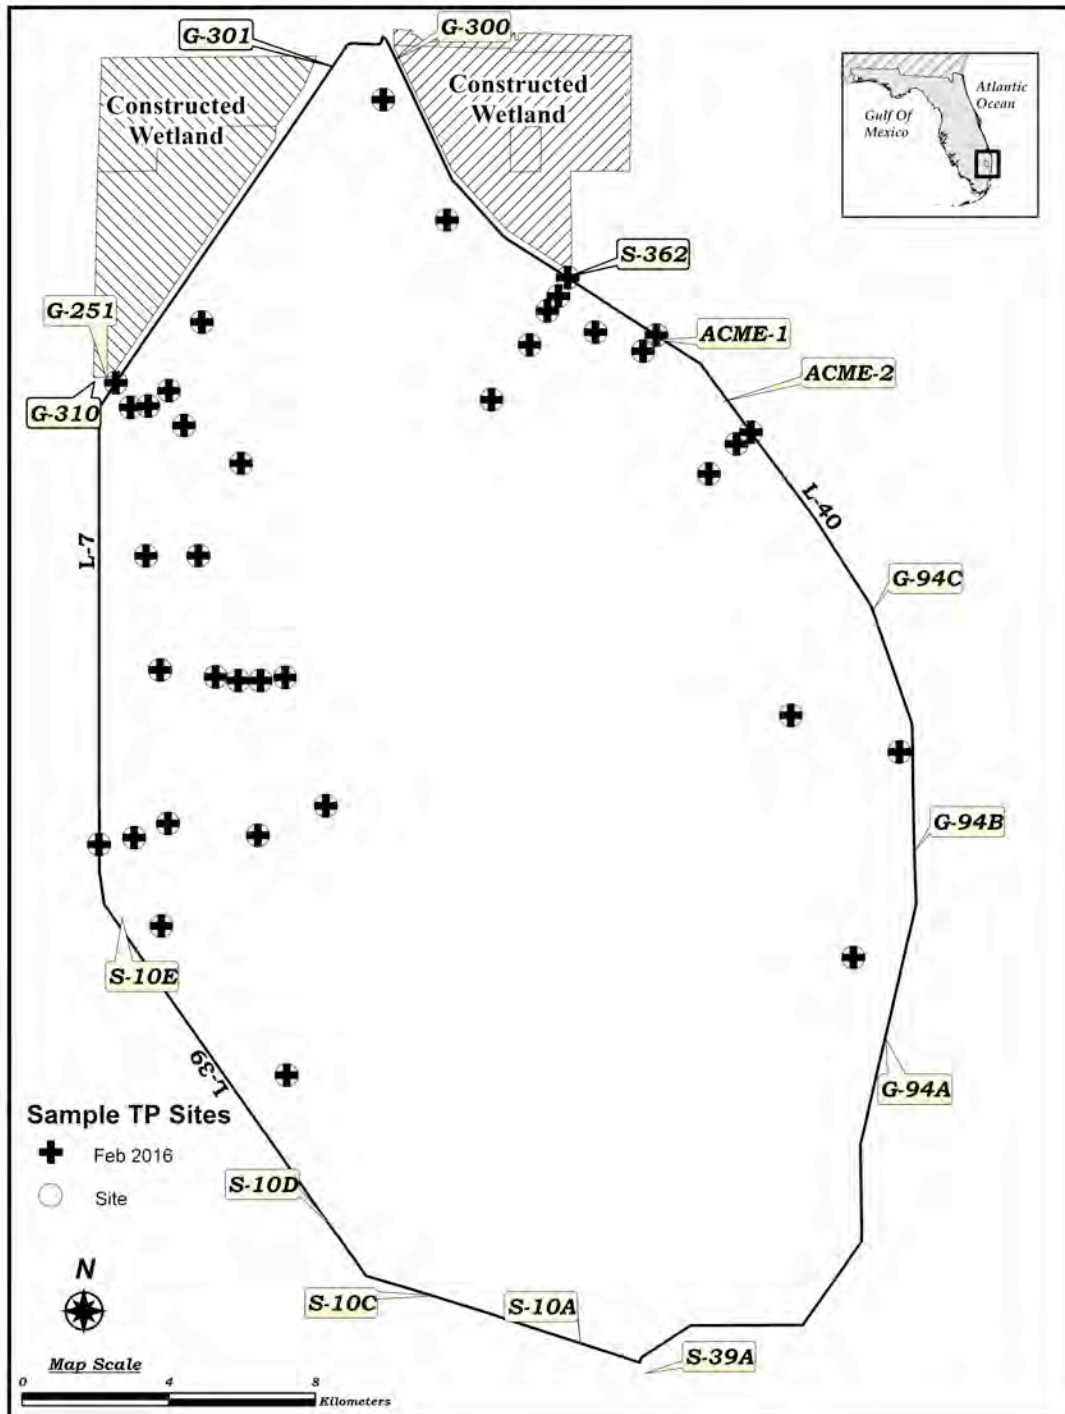 G-301
G-300
Constructed
Wetland
Constructed
Wetland
Atlantic
Ocean
Gulf Of
Mexico
S-362
G-251
ACME-1
ACME-2
G-310
L-40
L-7
G-94C
G-94B
S-10E
L-39
G-94A
Sample TP Sites
Feb 2016
Site
S-10D
N
S-10C
S-10A
S-39A
Map Scale
0 4 8
Kilometers